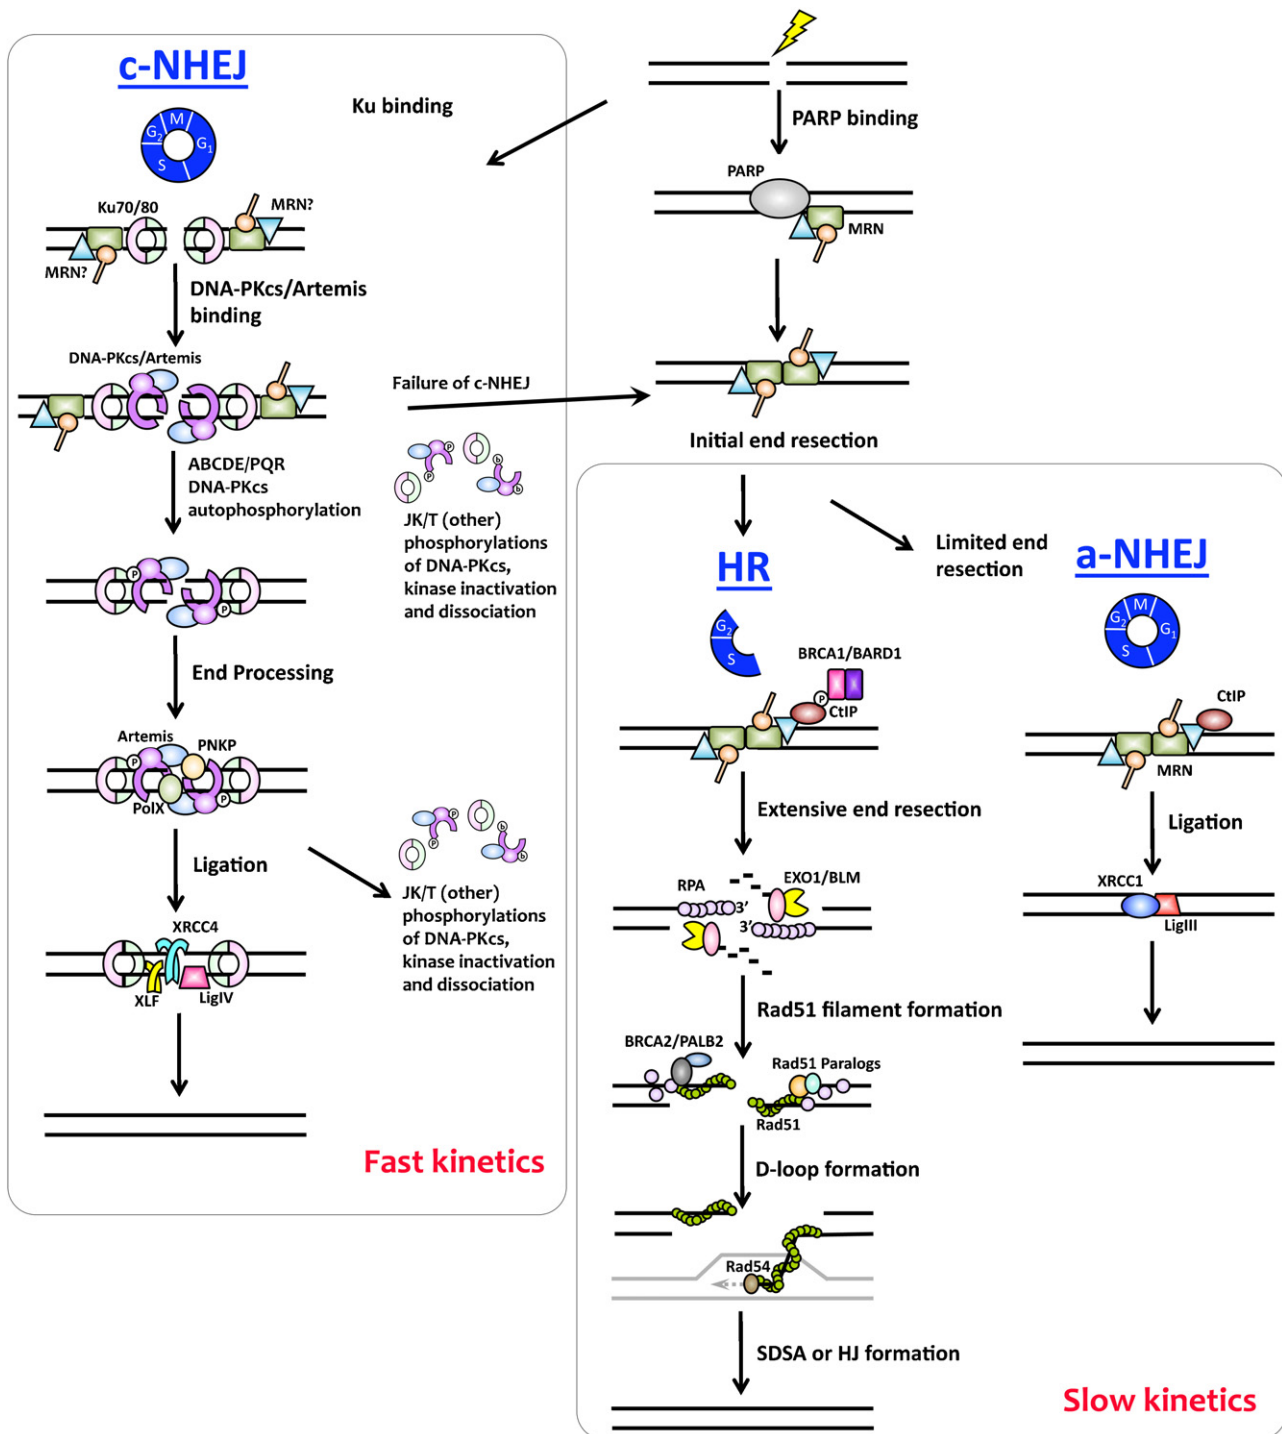 c-NHEJ
G2
M
G1
S
Ku binding
PARP binding
PARP
MRN
Ku70/80
MRN?
MRN?
DNA-PKcs/Artemis
binding
DNA-PKcs/Artemis
Failure of c-NHEJ
Initial end resection
ABCDE/PQR
DNA-PKcs
autophosphorylation
P
P
b
b
JK/T (other)
phosphorylations
of DNA-PKcs,
kinase inactivation
and dissociation
P
P
End Processing
Artemis
PNKP
P
P
PolX
Ligation
P
P
b
b
JK/T (other)
phosphorylations
of DNA-PKcs,
kinase inactivation
and dissociation
XRCC4
XLF
LigIV
Fast kinetics
HR
G2
S
Limited end
resection
a-NHEJ
G2
M
G1
S
BRCA1/BARD1
P
CtIP
Extensive end resection
RPA
EXO1/BLM
3'
3'
Rad51 filament formation
BRCA2/PALB2
Rad51 Paralogs
Rad51
D-loop formation
Rad54
SDSA or HJ formation
CtIP
MRN
Ligation
XRCC1
LigIII
Slow kinetics